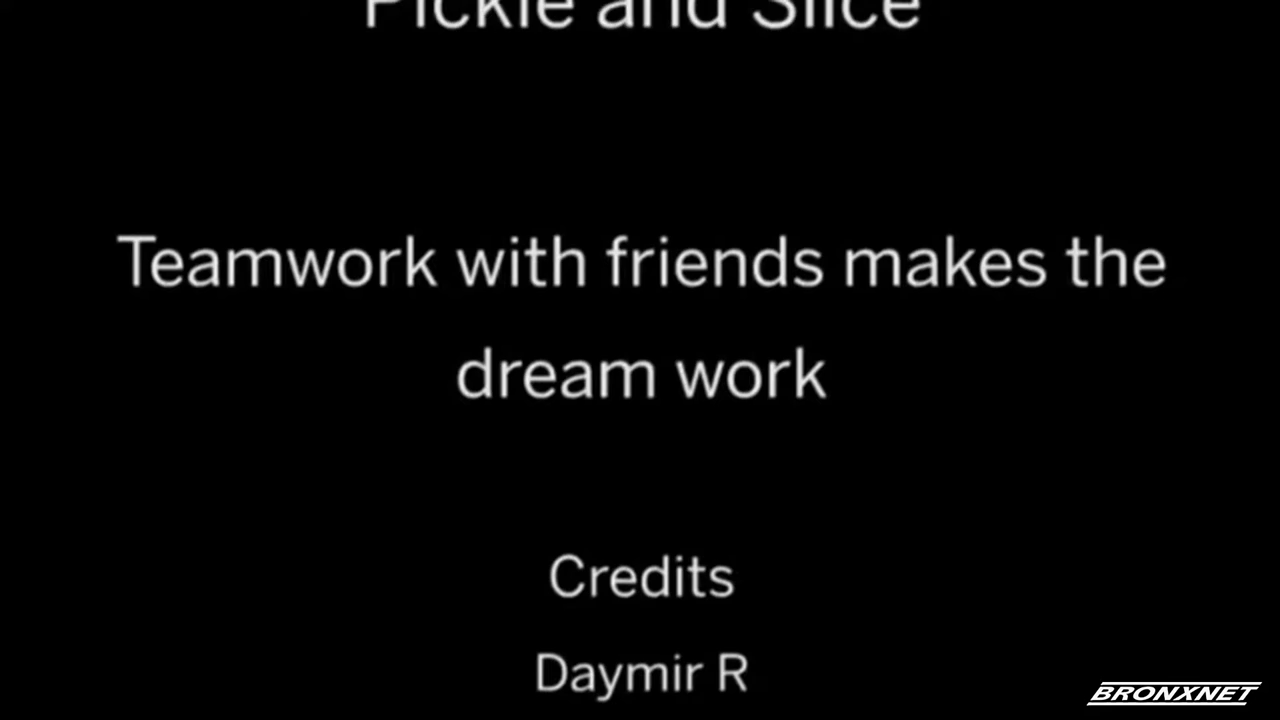 Pickle and Slice
Teamwork with friends makes the
dream work
Credits
Daymir R
BRONXNET